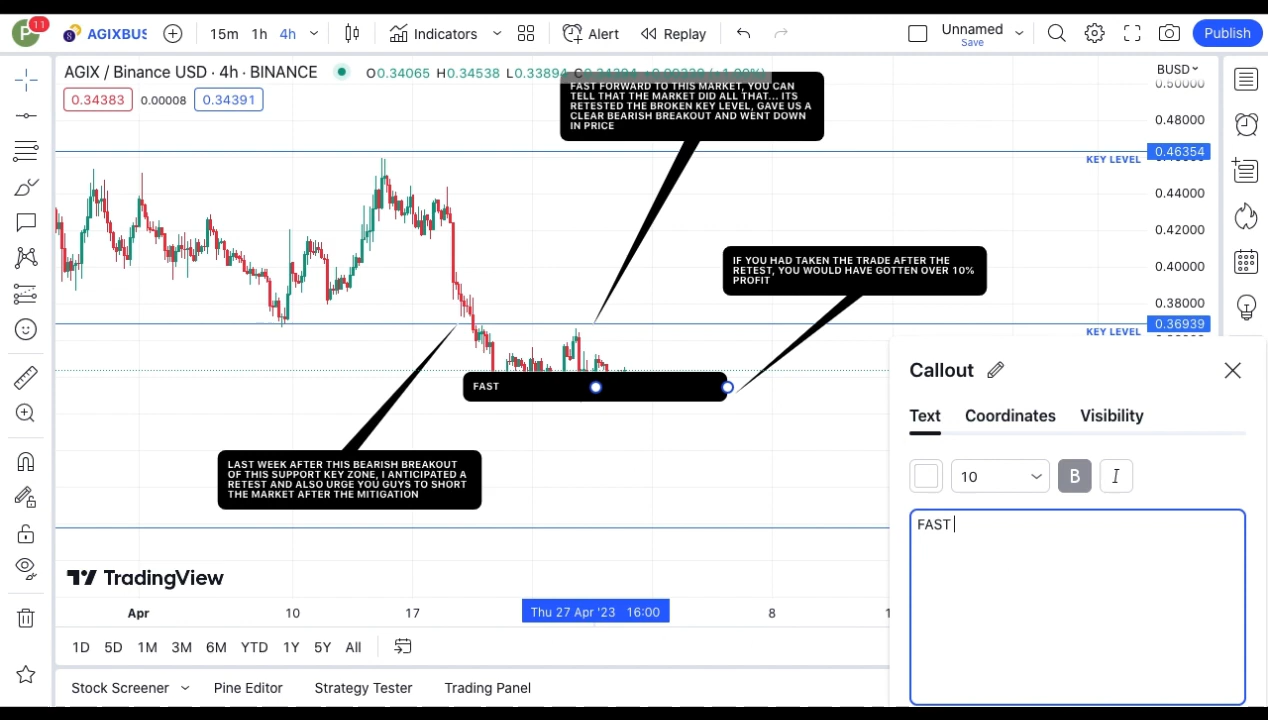 P
11
AGIXBUS
15m
1h
4h
Indicators
Alert
Replay
Unnamed
Save
Publish
AGIX / Binance USD · 4h · BINANCE
O0.34065 H0.34538 L0.33894 C0.34394 +0.00339 (+1.00%)
BUSD
0.34383
0.00008
0.34391
FAST FORWARD TO THIS MARKET, YOU CAN
TELL THAT THE MARKET DID ALL THAT... ITS
RETESTED THE BROKEN KEY LEVEL, GAVE US A
CLEAR BEARISH BREAKOUT AND WENT DOWN
IN PRICE
0.50000
0.48000
0.46354
KEY LEVEL
0.44000
0.42000
0.40000
0.38000
0.36939
KEY LEVEL
IF YOU HAD TAKEN THE TRADE AFTER THE
RETEST, YOU WOULD HAVE GOTTEN OVER 10%
PROFIT
FAST
LAST WEEK AFTER THIS BEARISH BREAKOUT
OF THIS SUPPORT KEY ZONE, I ANTICIPATED A
RETEST AND ALSO URGE YOU GUYS TO SHORT
THE MARKET AFTER THE MITIGATION
Callout
Text
Coordinates
Visibility
10
B
I
FAST
TradingView
Apr
10
17
Thu 27 Apr '23 16:00
8
1D
5D
1M
3M
6M
YTD
1Y
5Y
All
Stock Screener
Pine Editor
Strategy Tester
Trading Panel